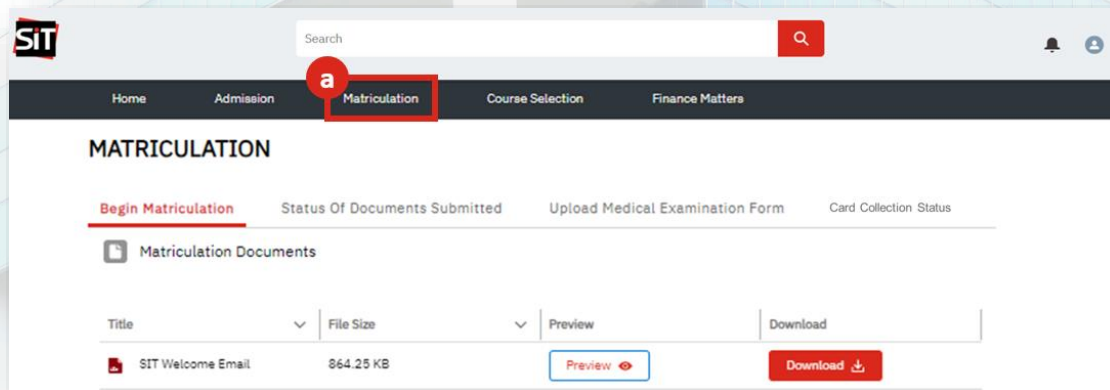 SiT
Search
a
Home Admission Matriculation Course Selection Finance Matters
MATRICULATION
Begin Matriculation Status Of Documents Submitted Upload Medical Examination Form Card Collection Status
Matriculation Documents
Title File Size Preview Download
SIT Welcome Email 864.25 KB Preview Download